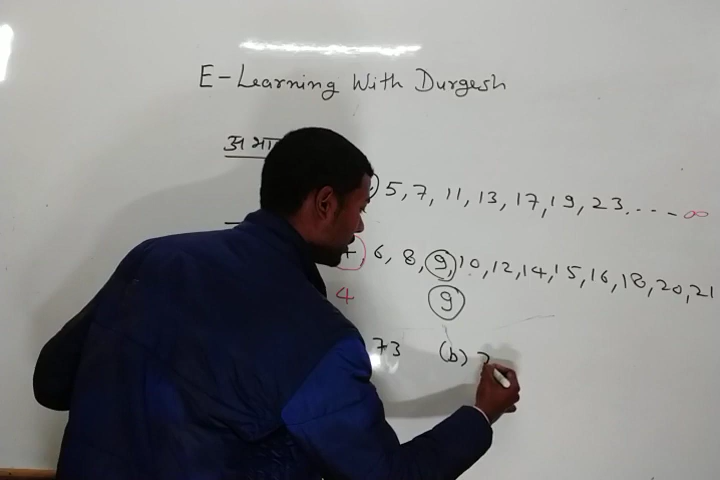 E-Learning With Durgesh
अभा
5, 7, 11, 13, 17, 19, 23.... ∞
6, 8, 9, 10, 12, 14, 15, 16, 18, 20, 21
4 9
73 (b)